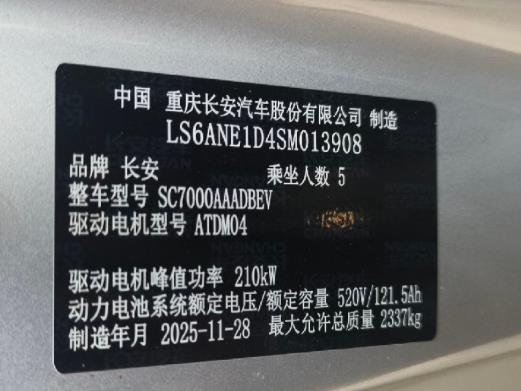 中国 重庆长安汽车股份有限公司 制造
LS6ANE1D4SM013908
品牌 长安 乘坐人数 5
整车型号 SC7000AAADBEV
驱动电机型号 ATDM04
驱动电机峰值功率 210kW
动力电池系统额定电压/额定容量 520V/121.5Ah
制造年月 2025-11-28 最大允许总质量 2337kg